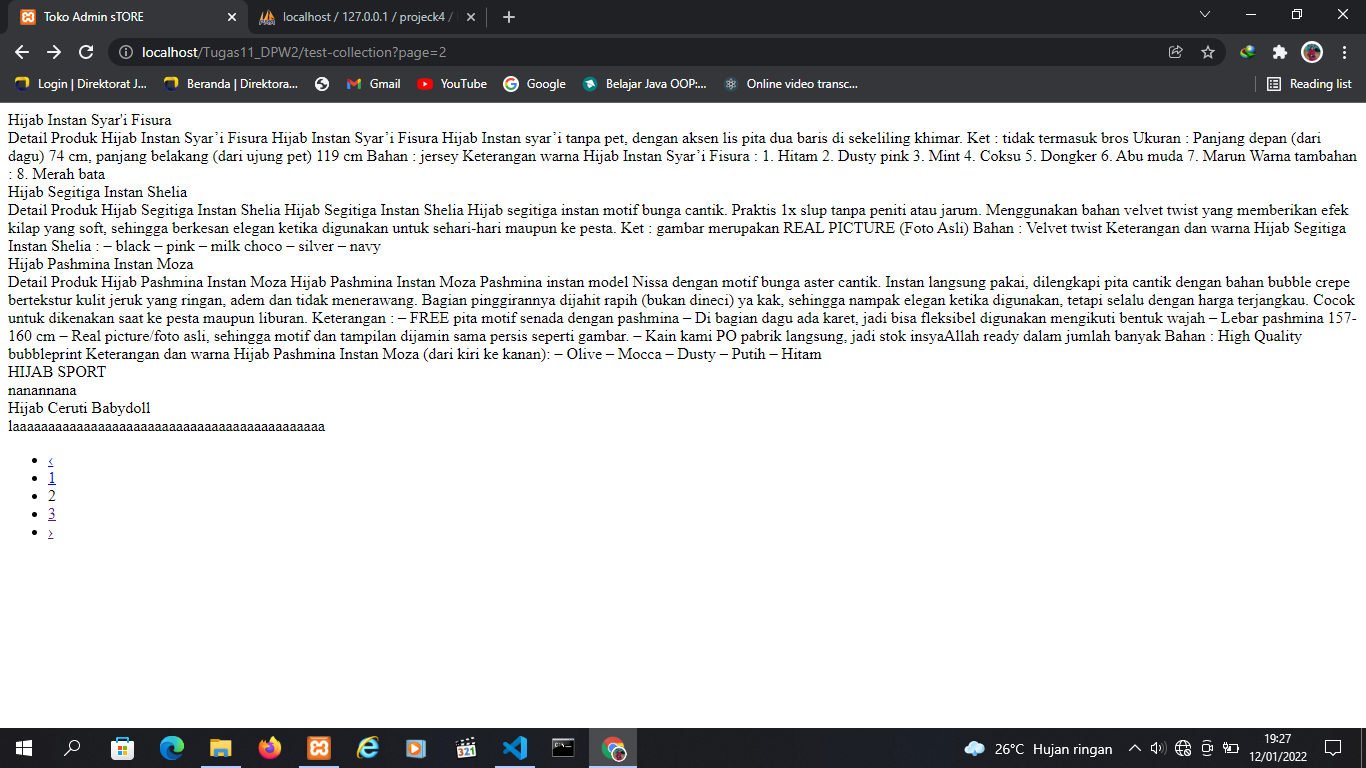 Toko Admin sTORE
localhost / 127.0.0.1 / projeck4 /
localhost/Tugas11_DPW2/test-collection?page=2
Login | Direktorat J...
Beranda | Direktora...
Gmail
YouTube
Google
Belajar Java OOP:...
Online video transc...
Reading list
Hijab Instan Syar'i Fisura
Detail Produk Hijab Instan Syar’i Fisura Hijab Instan Syar’i Fisura Hijab Instan syar’i tanpa pet, dengan aksen lis pita dua baris di sekeliling khimar. Ket : tidak termasuk bros Ukuran : Panjang depan (dari
dagu) 74 cm, panjang belakang (dari ujung pet) 119 cm Bahan : jersey Keterangan warna Hijab Instan Syar’i Fisura : 1. Hitam 2. Dusty pink 3. Mint 4. Coksu 5. Dongker 6. Abu muda 7. Marun Warna tambahan
: 8. Merah bata
Hijab Segitiga Instan Shelia
Detail Produk Hijab Segitiga Instan Shelia Hijab Segitiga Instan Shelia Hijab segitiga instan motif bunga cantik. Praktis 1x slup tanpa peniti atau jarum. Menggunakan bahan velvet twist yang memberikan efek
kilap yang soft, sehingga berkesan elegan ketika digunakan untuk sehari-hari maupun ke pesta. Ket : gambar merupakan REAL PICTURE (Foto Asli) Bahan : Velvet twist Keterangan dan warna Hijab Segitiga
Instan Shelia : – black – pink – milk choco – silver – navy
Hijab Pashmina Instan Moza
Detail Produk Hijab Pashmina Instan Moza Hijab Pashmina Instan Moza Pashmina instan model Nissa dengan motif bunga aster cantik. Instan langsung pakai, dilengkapi pita cantik dengan bahan bubble crepe
bertekstur kulit jeruk yang ringan, adem dan tidak menerawang. Bagian pinggirannya dijahit rapih (bukan dineci) ya kak, sehingga nampak elegan ketika digunakan, tetapi selalu dengan harga terjangkau. Cocok
untuk dikenakan saat ke pesta maupun liburan. Keterangan : – FREE pita motif senada dengan pashmina – Di bagian dagu ada karet, jadi bisa fleksibel digunakan mengikuti bentuk wajah – Lebar pashmina 157-
160 cm – Real picture/foto asli, sehingga motif dan tampilan dijamin sama persis seperti gambar. – Kain kami PO pabrik langsung, jadi stok insyaAllah ready dalam jumlah banyak Bahan : High Quality
bubbleprint Keterangan dan warna Hijab Pashmina Instan Moza (dari kiri ke kanan): – Olive – Mocca – Dusty – Putih – Hitam
HIJAB SPORT
nanannana
Hijab Ceruti Babydoll
laaaaaaaaaaaaaaaaaaaaaaaaaaaaaaaaaaaaaaaaaaaa
‹
1
2
3
›
26°C Hujan ringan
19:27
12/01/2022